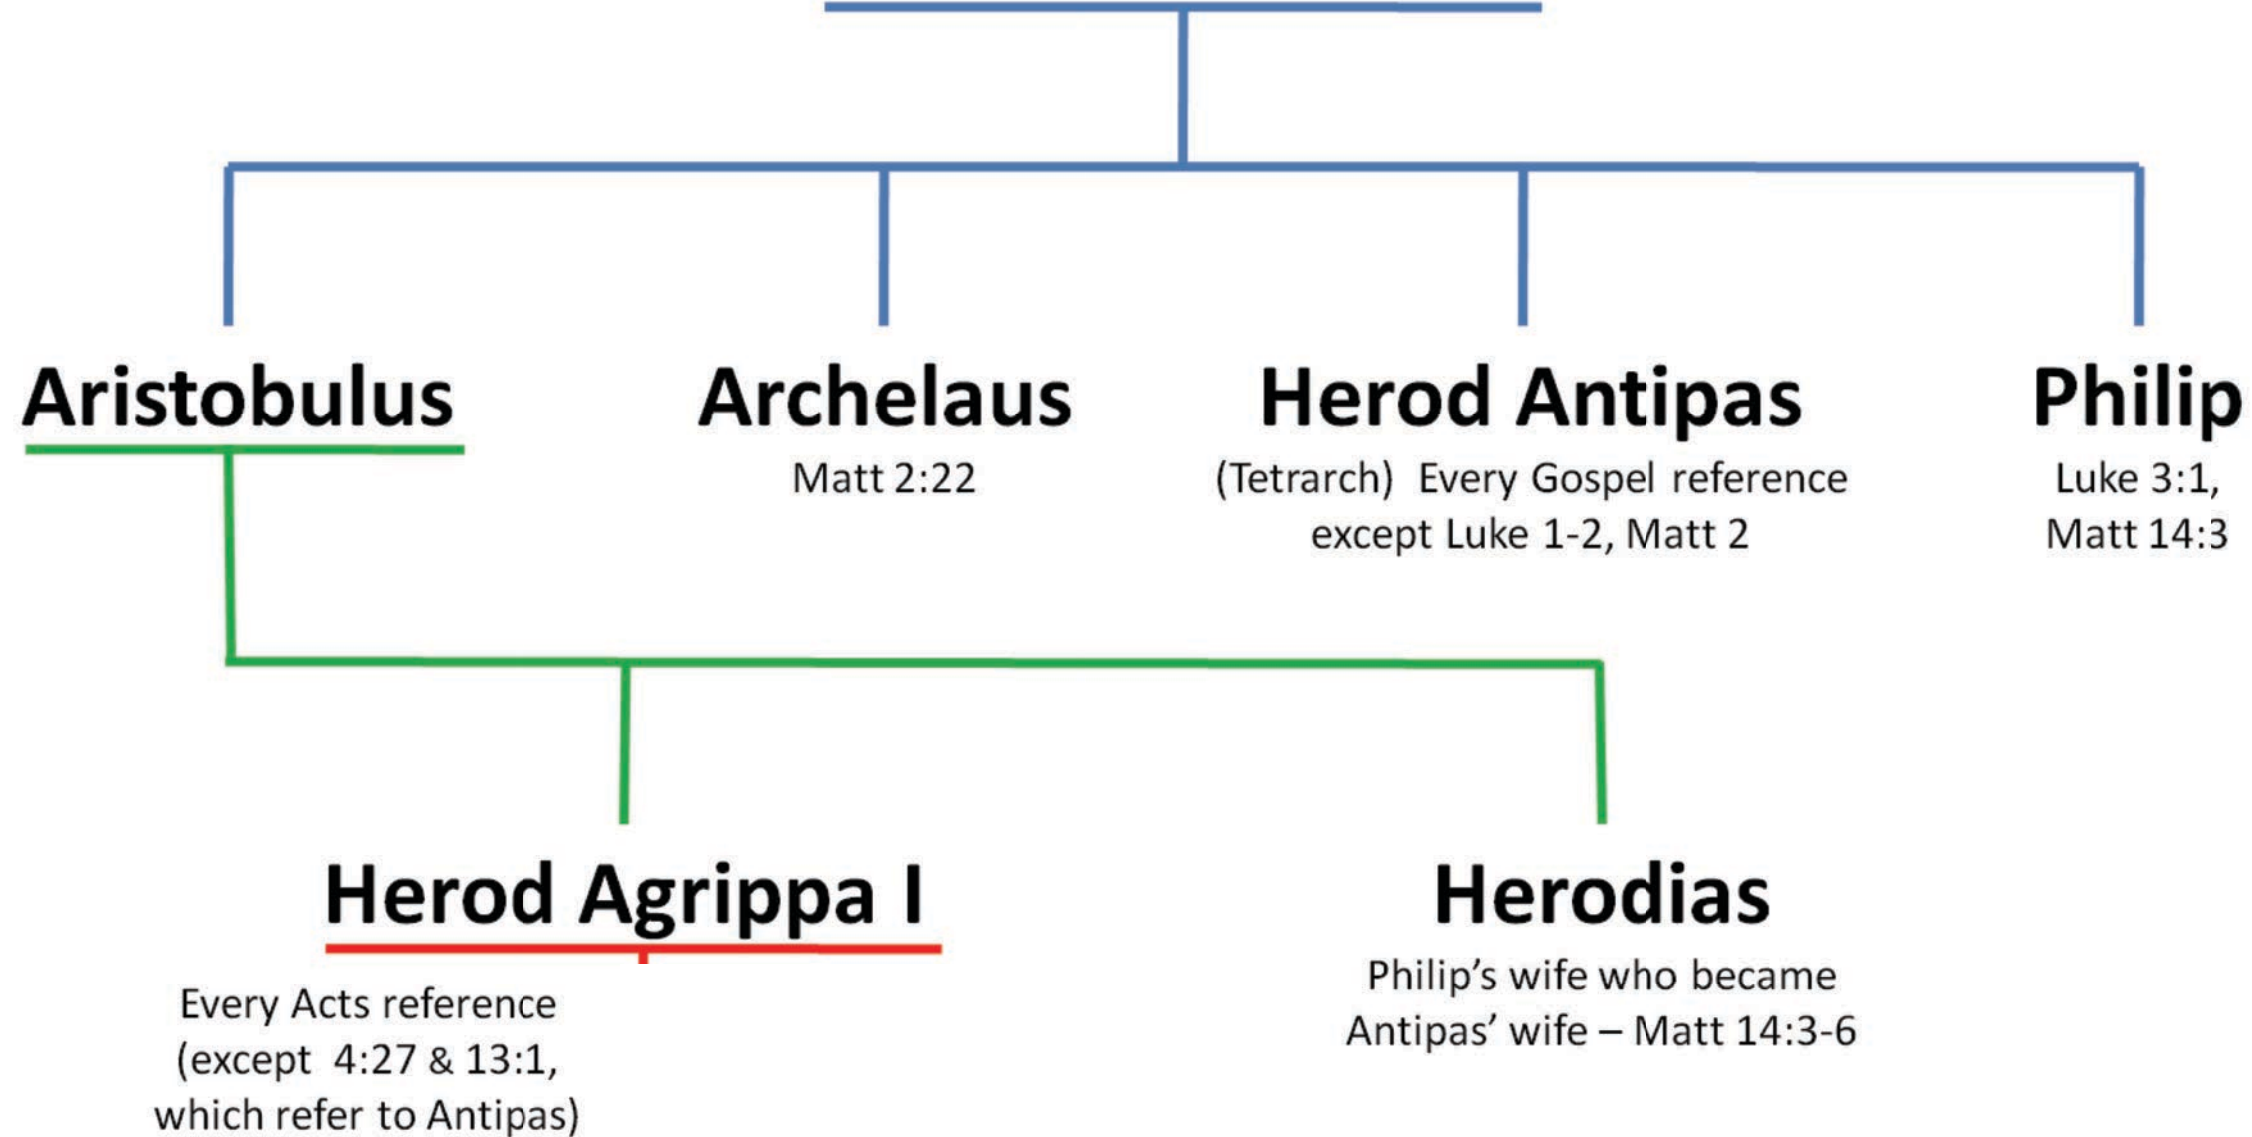 Aristobulus
Archelaus
Matt 2:22
Herod Antipas
(Tetrarch) Every Gospel reference
except Luke 1-2, Matt 2
Philip
Luke 3:1,
Matt 14:3
Herod Agrippa I
Every Acts reference
(except 4:27 & 13:1,
which refer to Antipas)
Herodias
Philip’s wife who became
Antipas’ wife – Matt 14:3-6